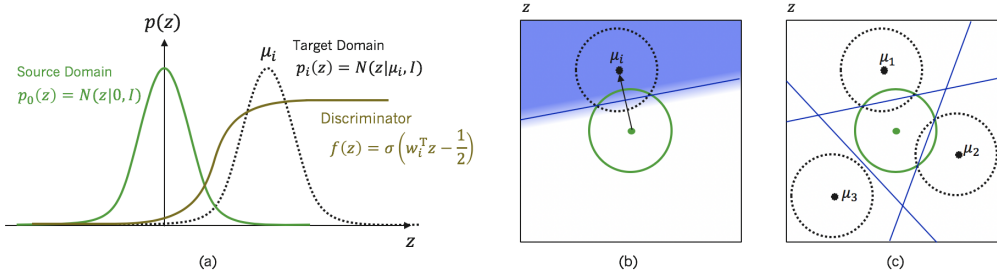 p(z)
Source Domain
p₀(z) = N(z|0, I)
μᵢ
Target Domain
pᵢ(z) = N(z|μᵢ, I)
Discriminator
f(z) = σ(wᵢᵀz − 1/2)
z
(a)
z
μᵢ
(b)
z
μ₁
μ₂
μ₃
(c)